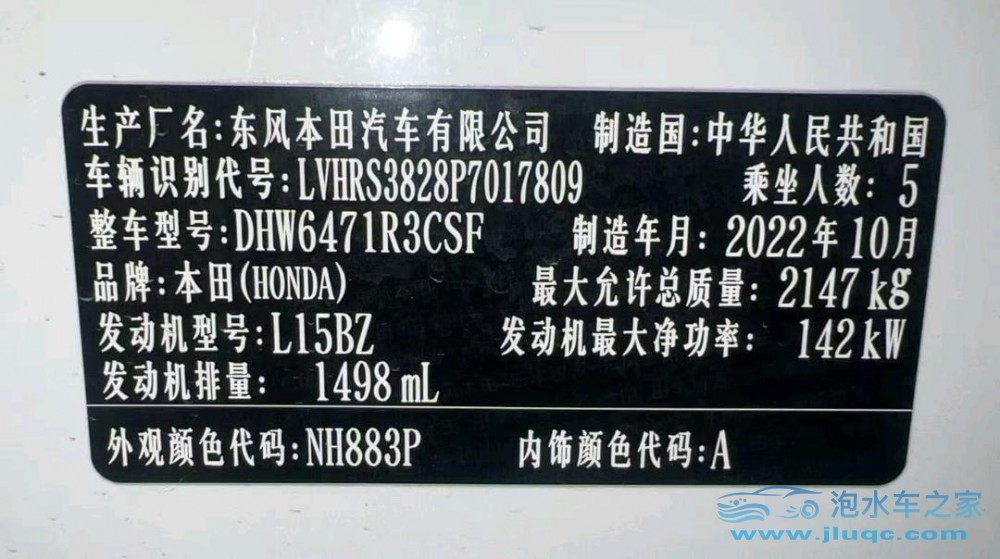 生产厂名:东风本田汽车有限公司 制造国:中华人民共和国
车辆识别代号:LVHRS3828P7017809 乘坐人数:5
整车型号:DHW6471R3CSF 制造年月:2022年10月
品牌:本田(HONDA) 最大允许总质量:2147kg
发动机型号:L15BZ 发动机最大净功率: 142kW
发动机排量: 1498 mL
外观颜色代码:NH883P 内饰颜色代码:A
泡水车之家
www.jluqc.com